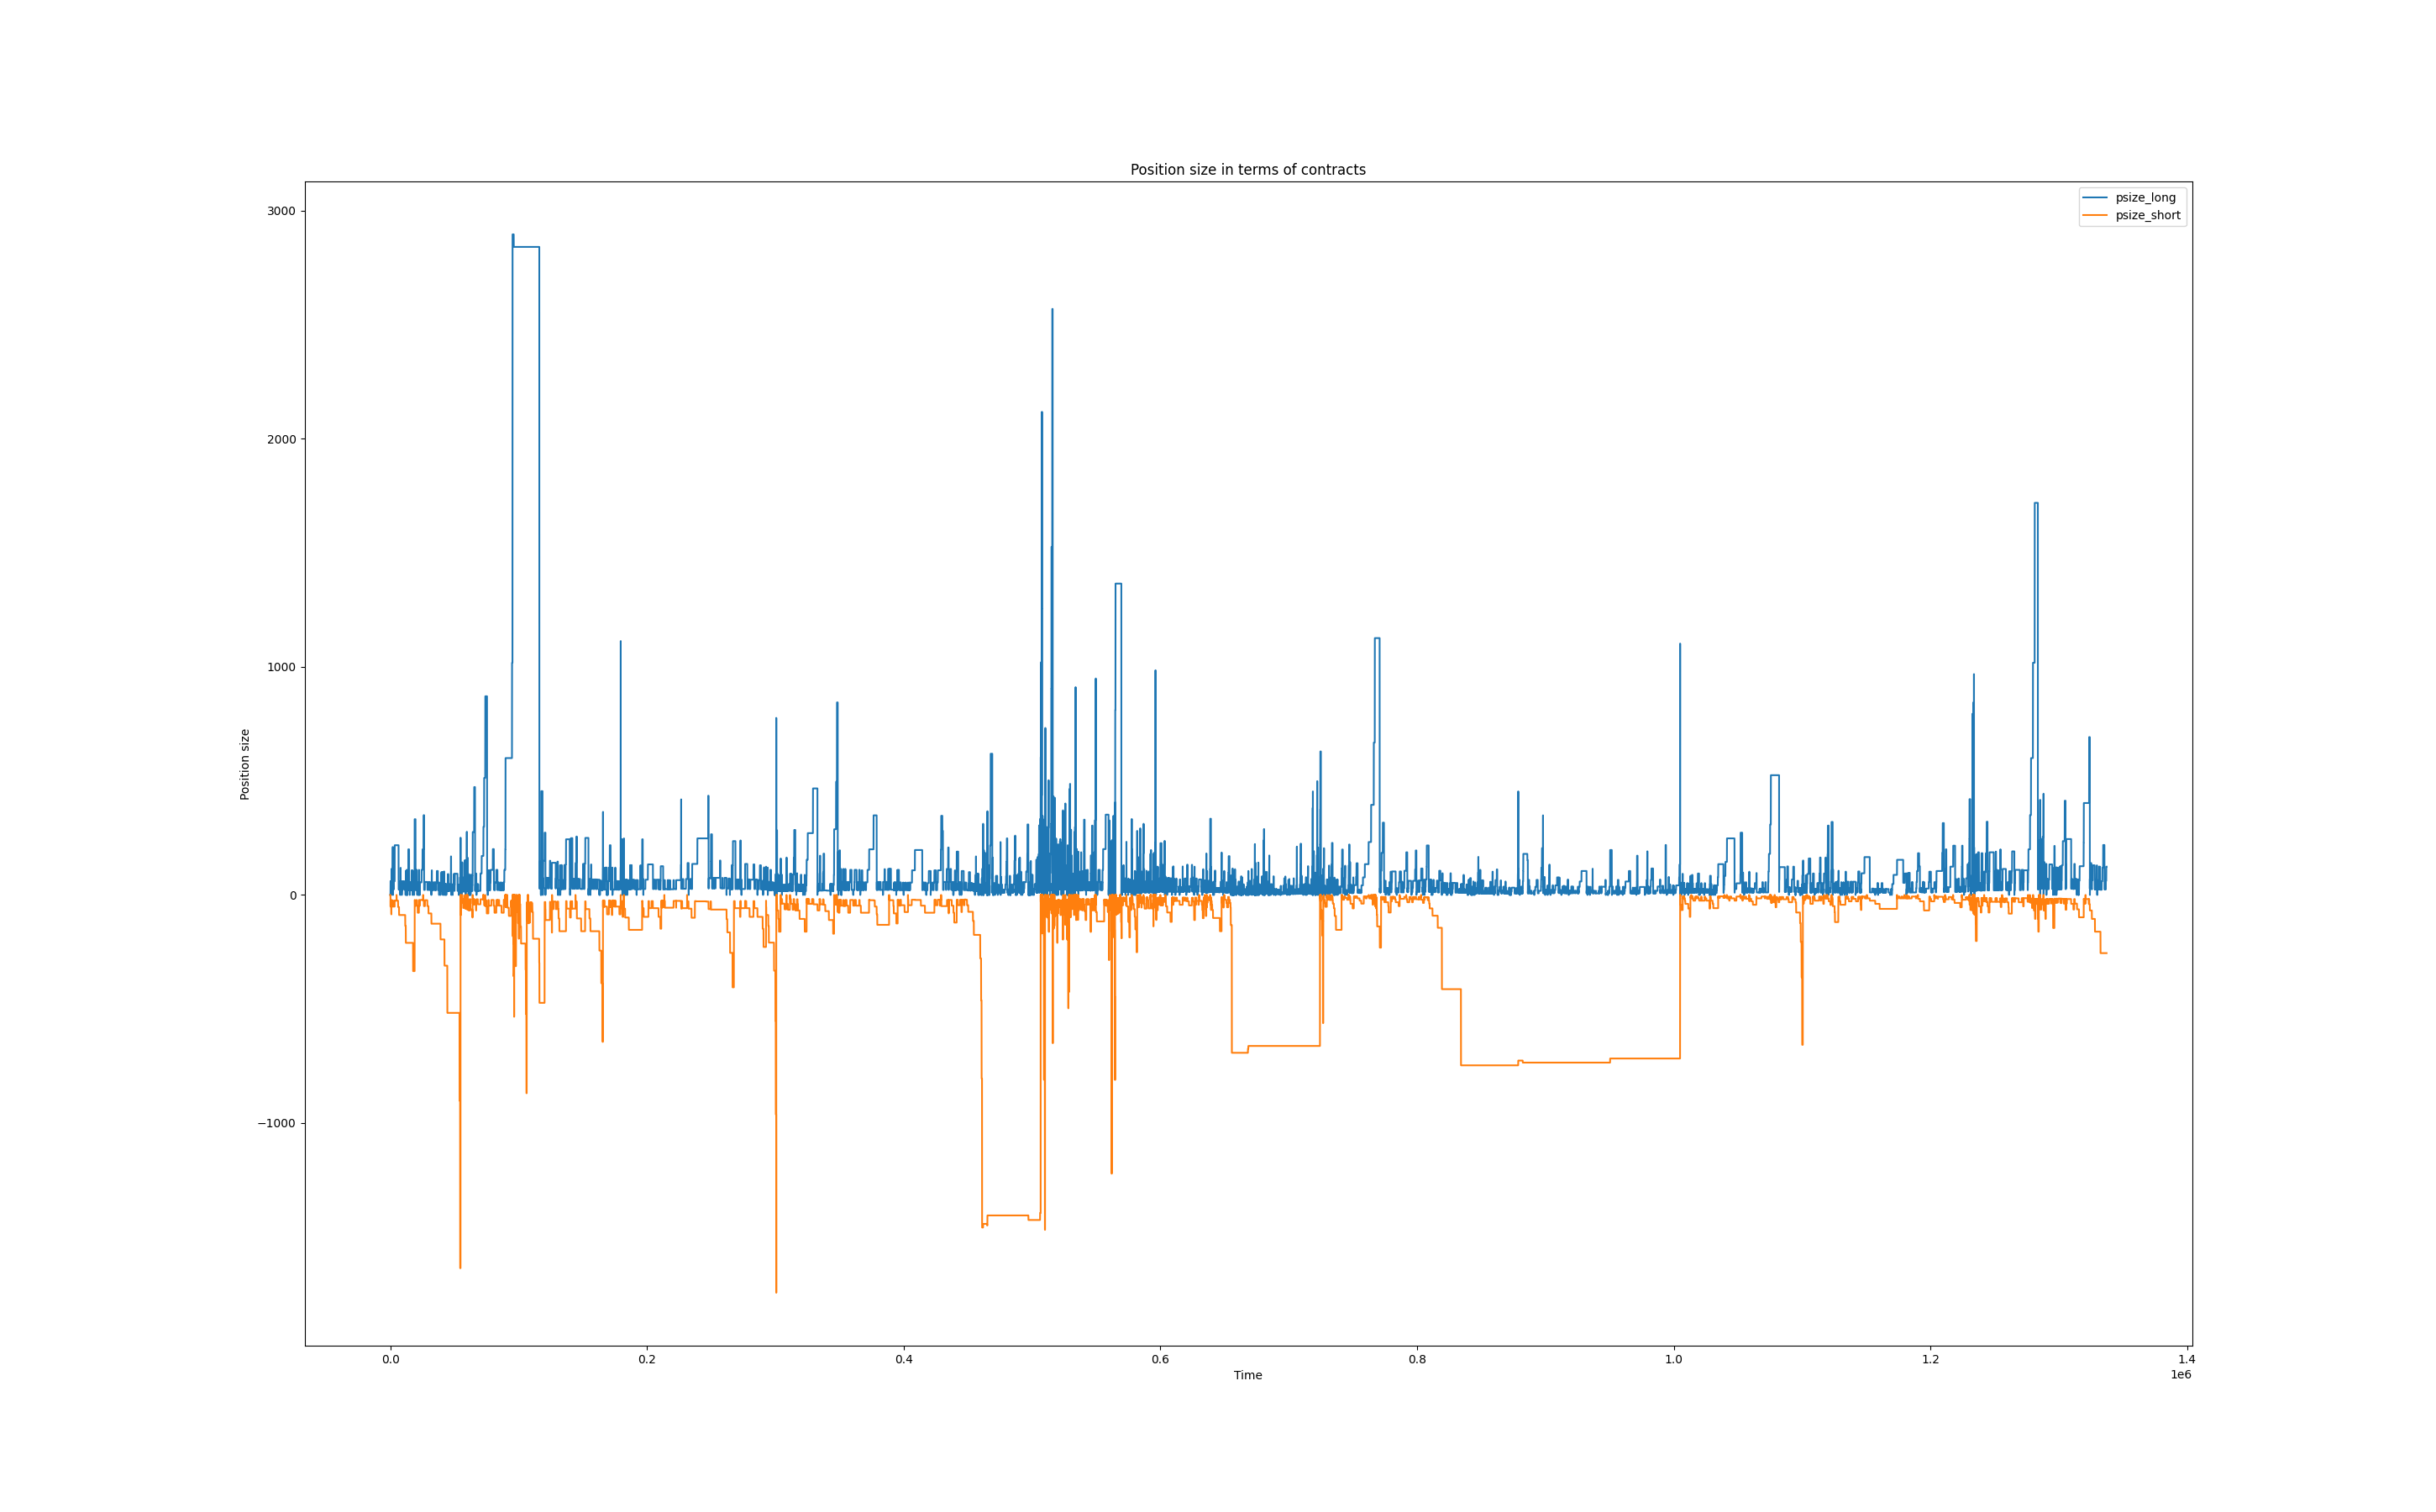 Position size in terms of contracts
psize_long
psize_short
3000
2000
1000
0
−1000
Position size
0.0
0.2
0.4
0.6
0.8
1.0
1.2
1.4
Time
1e6